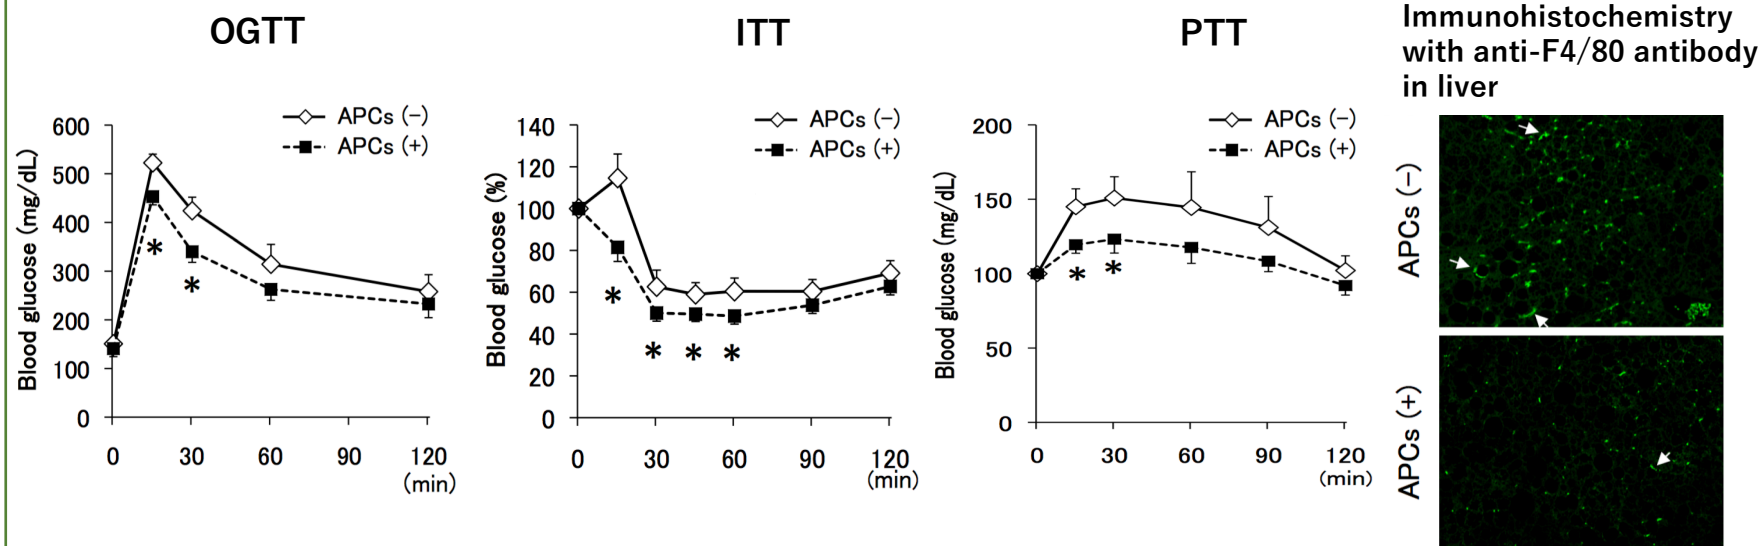 OGTT
ITT
PTT
Immunohistochemistry
with anti-F4/80 antibody
in liver
Blood glucose (mg/dL)
600
500
400
300
200
100
0
0
30
60
90
120
(min)
APCs (−)
APCs (+)
*
*
Blood glucose (%)
140
120
100
80
60
40
20
0
0
30
60
90
120
(min)
APCs (−)
APCs (+)
*
*
*
*
Blood glucose (mg/dL)
200
150
100
50
0
0
30
60
90
120
(min)
APCs (−)
APCs (+)
*
*
APCs (−)
APCs (+)